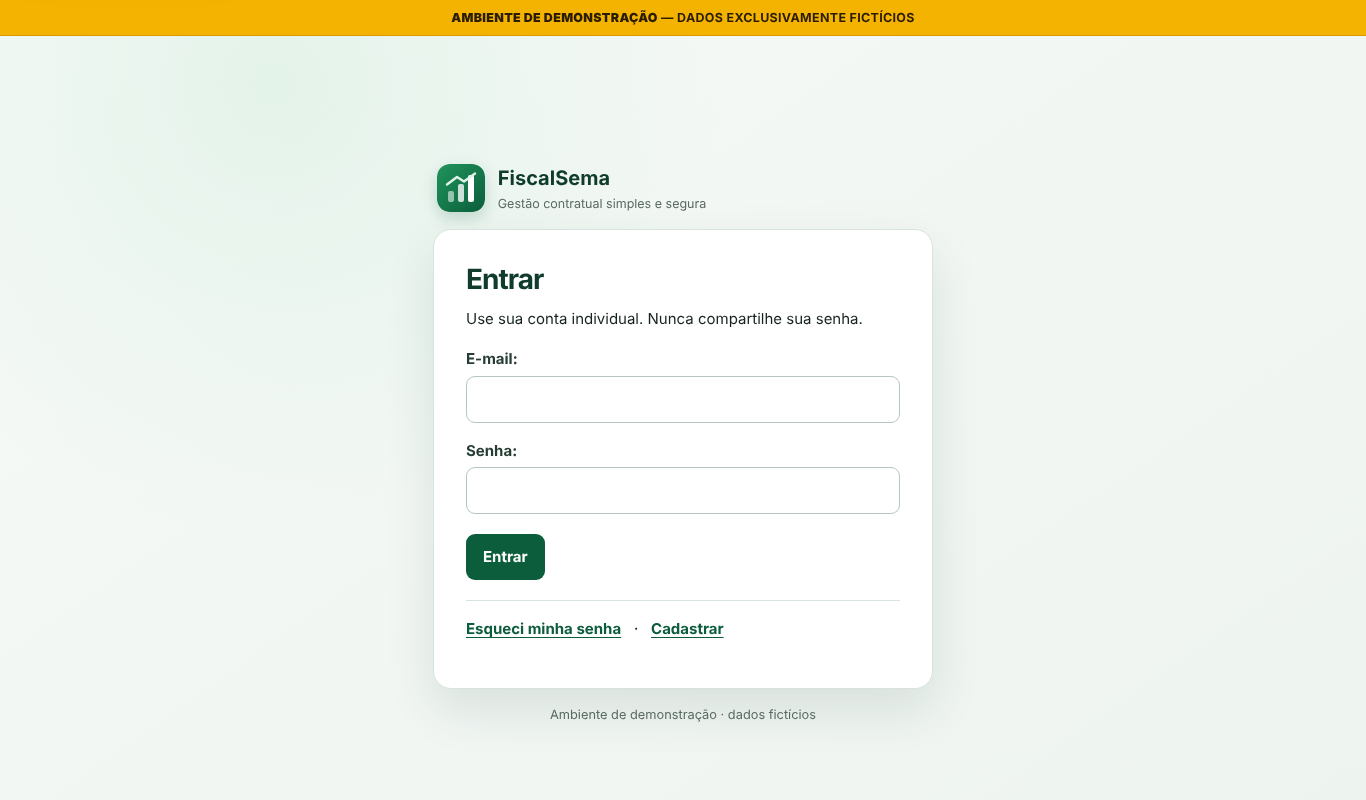 AMBIENTE DE DEMONSTRAÇÃO — DADOS EXCLUSIVAMENTE FICTÍCIOS
FiscalSema
Gestão contratual simples e segura
Entrar
Use sua conta individual. Nunca compartilhe sua senha.
E-mail:
Senha:
Entrar
Esqueci minha senha · Cadastrar
Ambiente de demonstração · dados fictícios